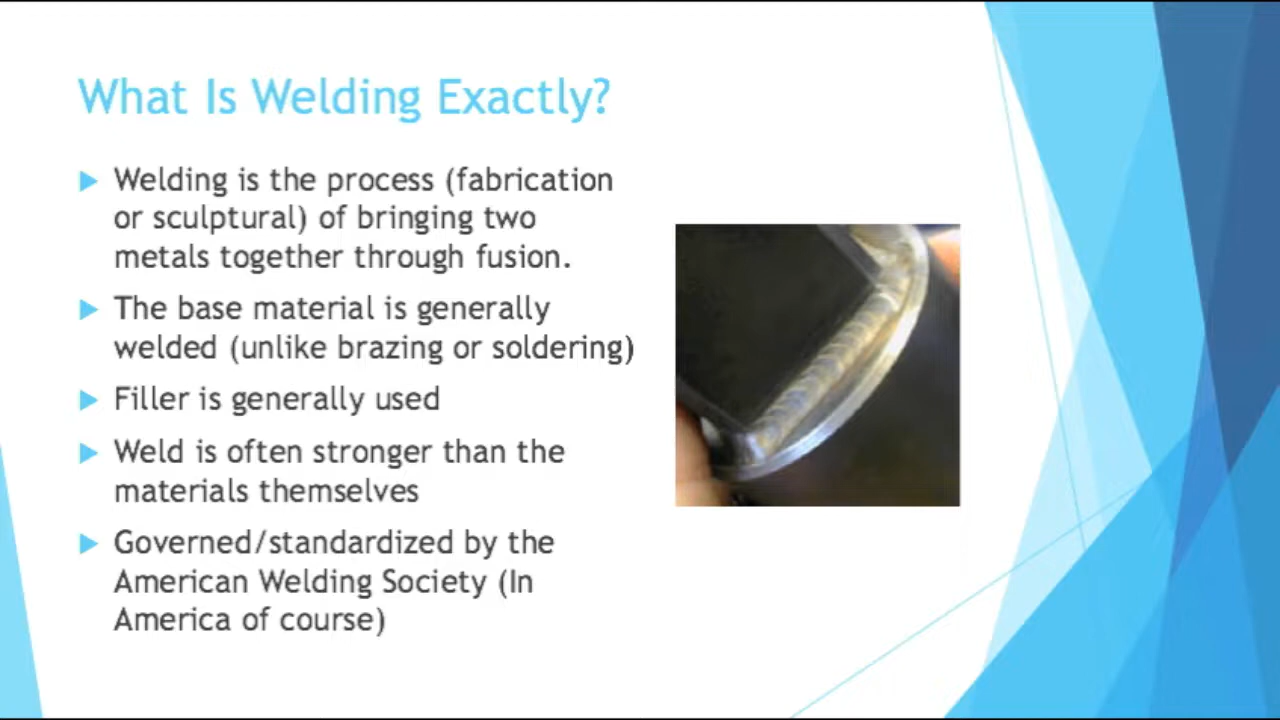 What Is Welding Exactly?
Welding is the process (fabrication
or sculptural) of bringing two
metals together through fusion.
The base material is generally
welded (unlike brazing or soldering)
Filler is generally used
Weld is often stronger than the
materials themselves
Governed/standardized by the
American Welding Society (In
America of course)